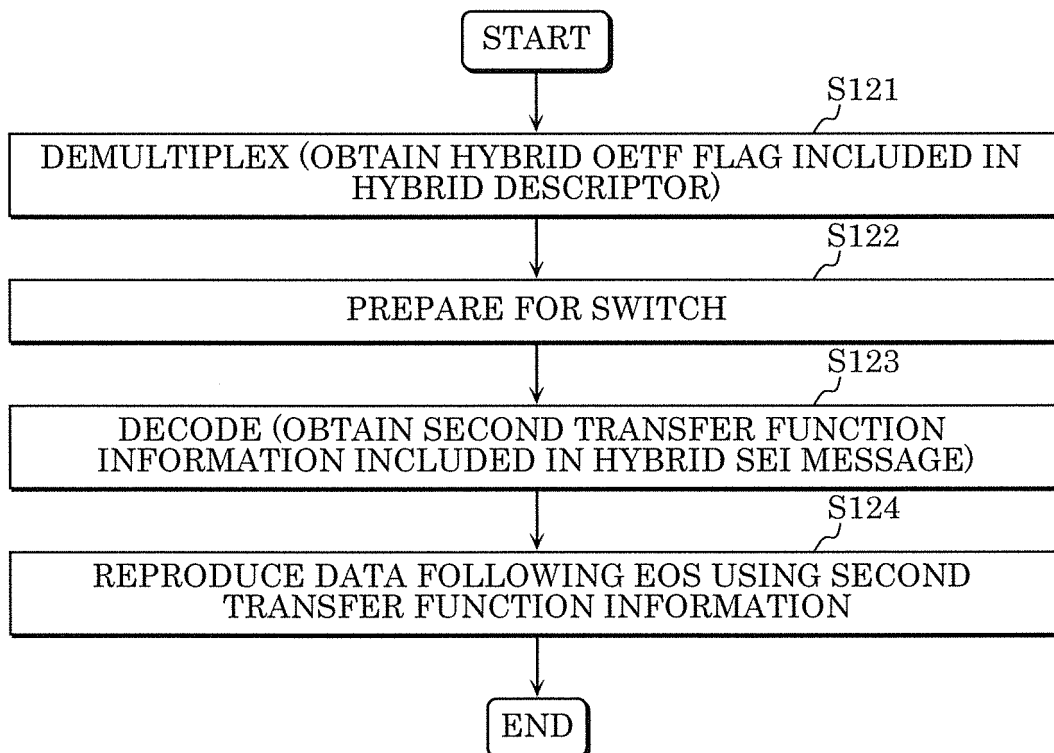 START
S121
DEMULTIPLEX (OBTAIN HYBRID OETF FLAG INCLUDED IN
HYBRID DESCRIPTOR)
S122
PREPARE FOR SWITCH
S123
DECODE (OBTAIN SECOND TRANSFER FUNCTION
INFORMATION INCLUDED IN HYBRID SEI MESSAGE)
S124
REPRODUCE DATA FOLLOWING EOS USING SECOND
TRANSFER FUNCTION INFORMATION
END